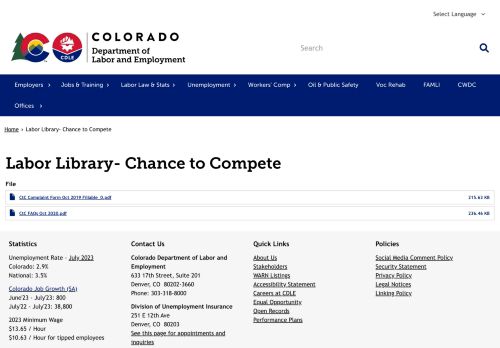 Select Language
COLORADO
Department of
Labor and Employment
CDLE
Search
Employers
Jobs & Training
Labor Law & Stats
Unemployment
Workers' Comp
Oil & Public Safety
Voc Rehab
FAMLI
CWDC
Offices
Home › Labor Library- Chance to Compete
Labor Library- Chance to Compete
File
CtC Complaint Form Oct 2019 Fillable_0.pdf 215.63 KB
CtC FAQs Oct 2020.pdf 236.46 KB
Statistics
Unemployment Rate - July 2023
Colorado: 2.9%
National: 3.5%
Colorado Job Growth (SA)
June'23 - July'23: 800
July'22 - July'23: 38,800
2023 Minimum Wage
$13.65 / Hour
$10.63 / Hour for tipped employees
Contact Us
Colorado Department of Labor and
Employment
633 17th Street, Suite 201
Denver, CO 80202-3660
Phone: 303-318-8000
Division of Unemployment Insurance
251 E 12th Ave
Denver, CO 80203
See this page for appointments and
inquiries
Quick Links
About Us
Stakeholders
WARN Listings
Accessibility Statement
Careers at CDLE
Equal Opportunity
Open Records
Performance Plans
Policies
Social Media Comment Policy
Security Statement
Privacy Policy
Legal Notices
Linking Policy